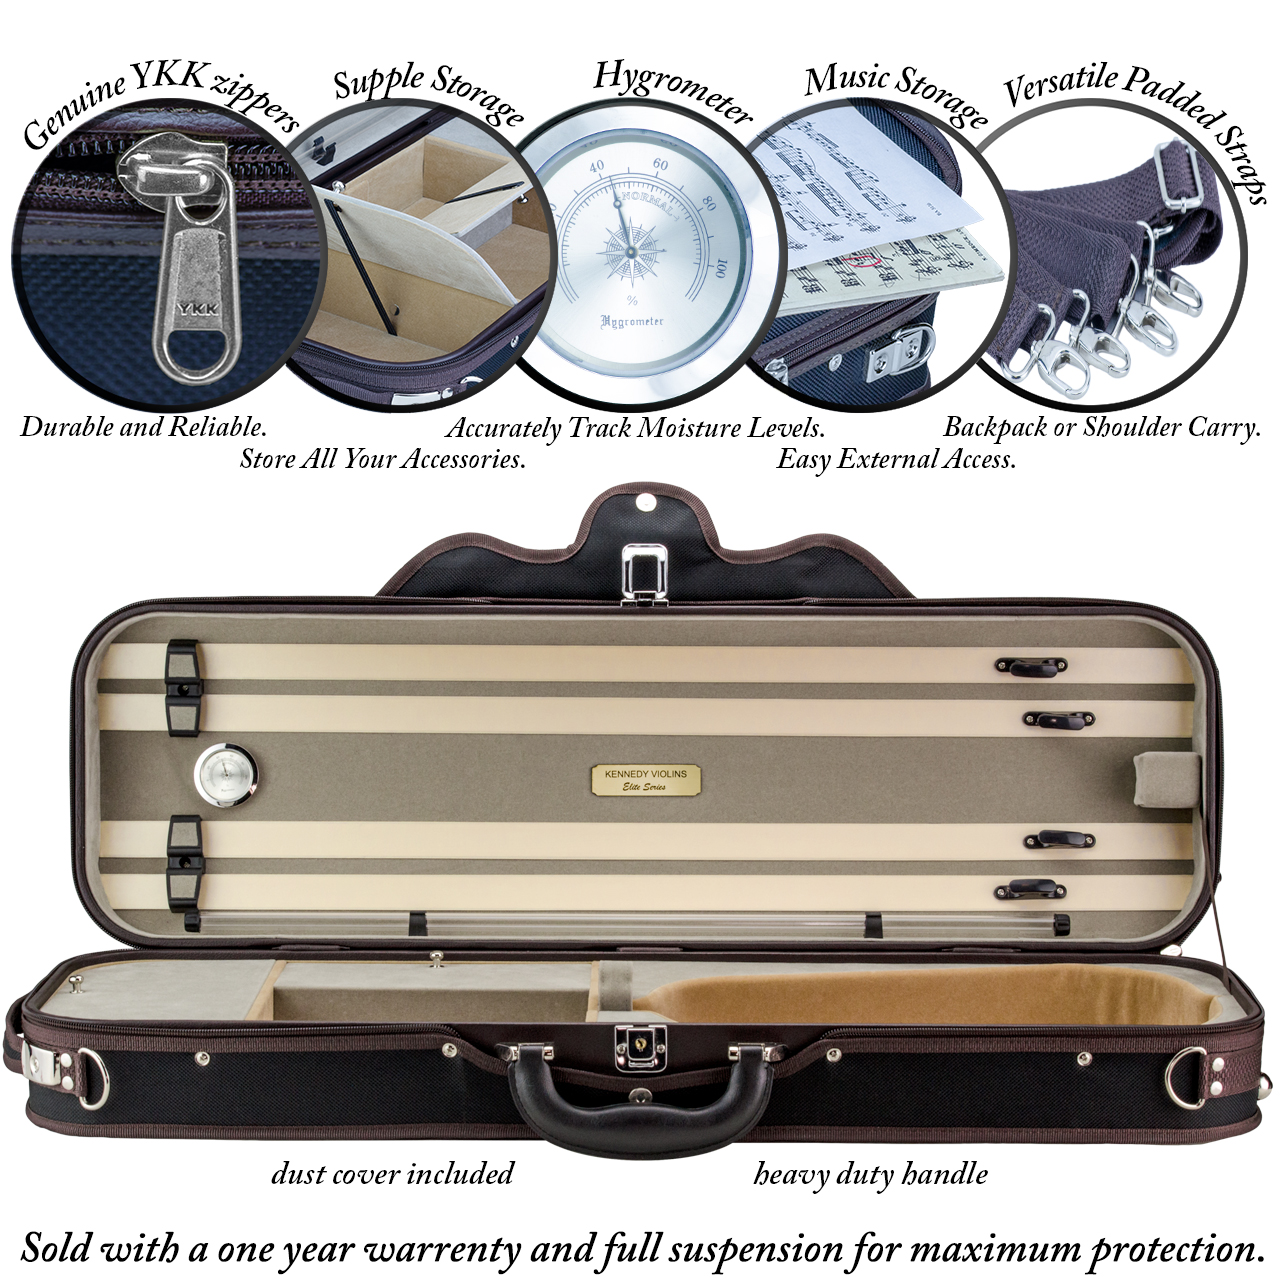 Genuine YKK zippers
Supple Storage
Hygrometer
Music Storage
Versatile Padded Straps
YKK
40
60
80
100
NORMAL
%
Hygrometer
Durable and Reliable.
Store All Your Accessories.
Accurately Track Moisture Levels.
Easy External Access.
Backpack or Shoulder Carry.
KENNEDY VIOLINS
Elite Series
dust cover included
heavy duty handle
Sold with a one year warrenty and full suspension for maximum protection.